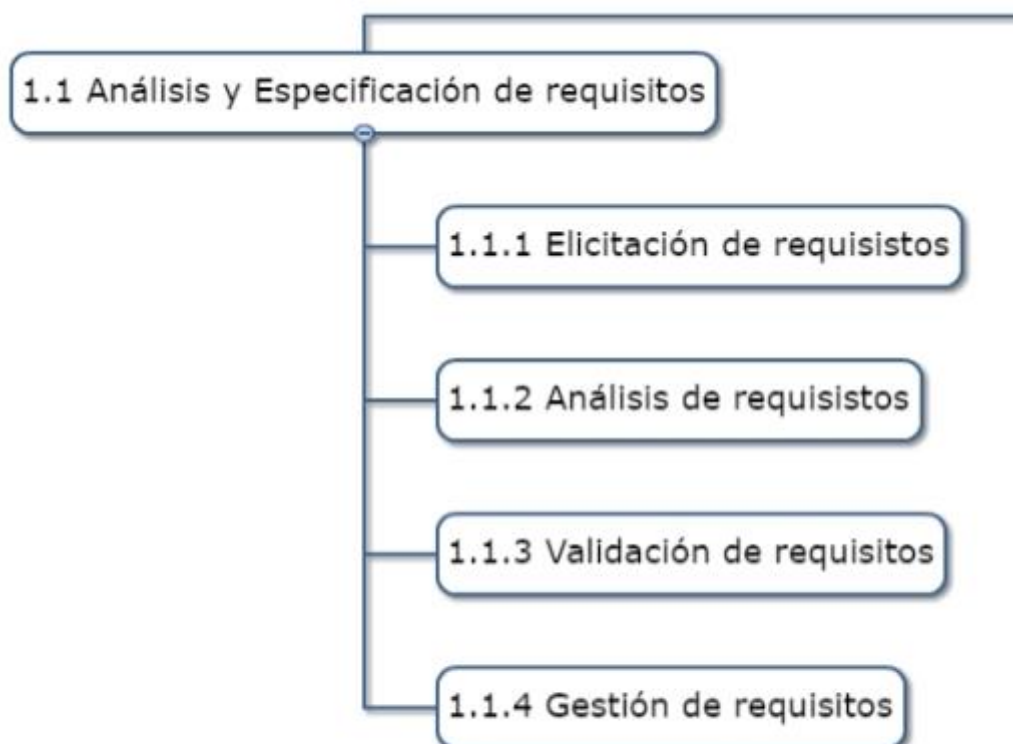 1.1 Análisis y Especificación de requisitos
1.1.1 Elicitación de requisistos
1.1.2 Análisis de requisistos
1.1.3 Validación de requisitos
1.1.4 Gestión de requisitos